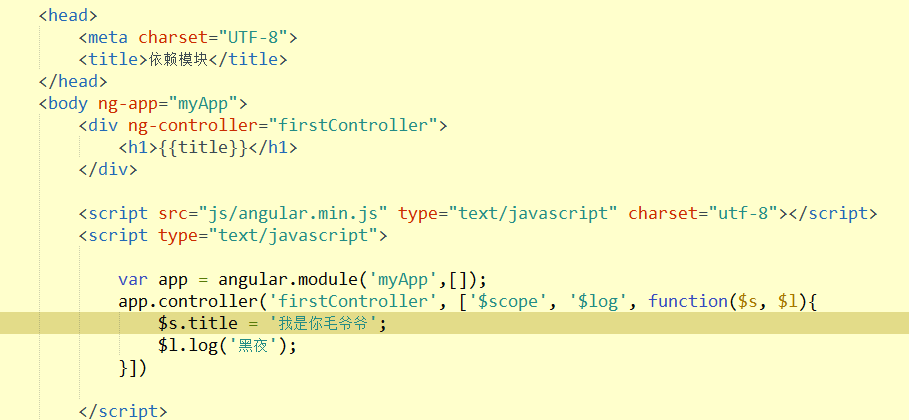 <head>
<meta charset="UTF-8">
<title>依赖模块</title>
</head>
<body ng-app="myApp">
<div ng-controller="firstController">
<h1>{{title}}</h1>
</div>
<script src="js/angular.min.js" type="text/javascript" charset="utf-8"></script>
<script type="text/javascript">
var app = angular.module('myApp',[]);
app.controller('firstController', ['$scope', '$log', function($s, $l){
$s.title = '我是你毛爷爷';
$l.log('黑夜');
}])
</script>